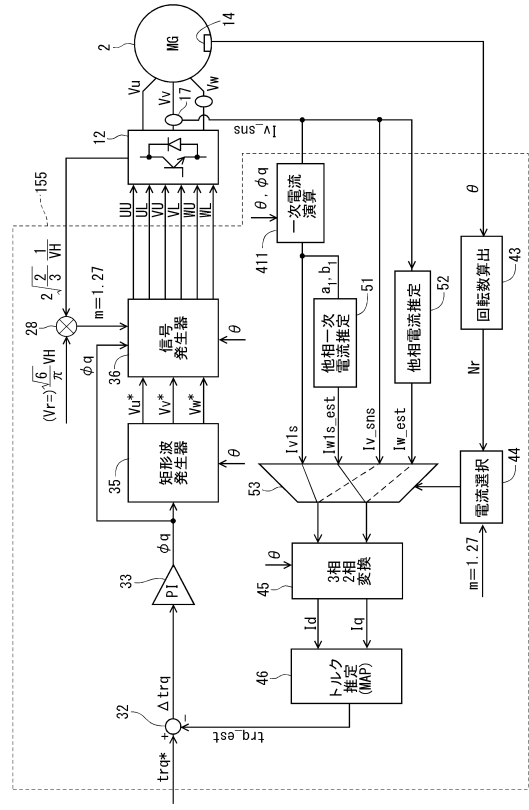 155
(Vr=) √6/π VH
28
2√(2/3) 1/VH
m=1.27
φq
trq*
+
32
-
Δtrq
33
PI
φq
35
矩形波
発生器
θ
Vu*
Vv*
Vw*
36
信号
発生器
θ
UU
UL
VU
VL
WU
WL
12
Vu
Vv
Vw
17
2
MG
14
Iv_sns
θ, φq
411
一次電流
演算
a1, b1
他相一次
電流推定
51
他相電流推定
52
Iv1s
Iw1s_est
Iv_sns
Iw_est
53
θ
45
3相
2相
変換
Id
Iq
46
トルク
推定
(MAP)
trq_est
θ
回転数算出
43
Nr
電流選択
44
m=1.27